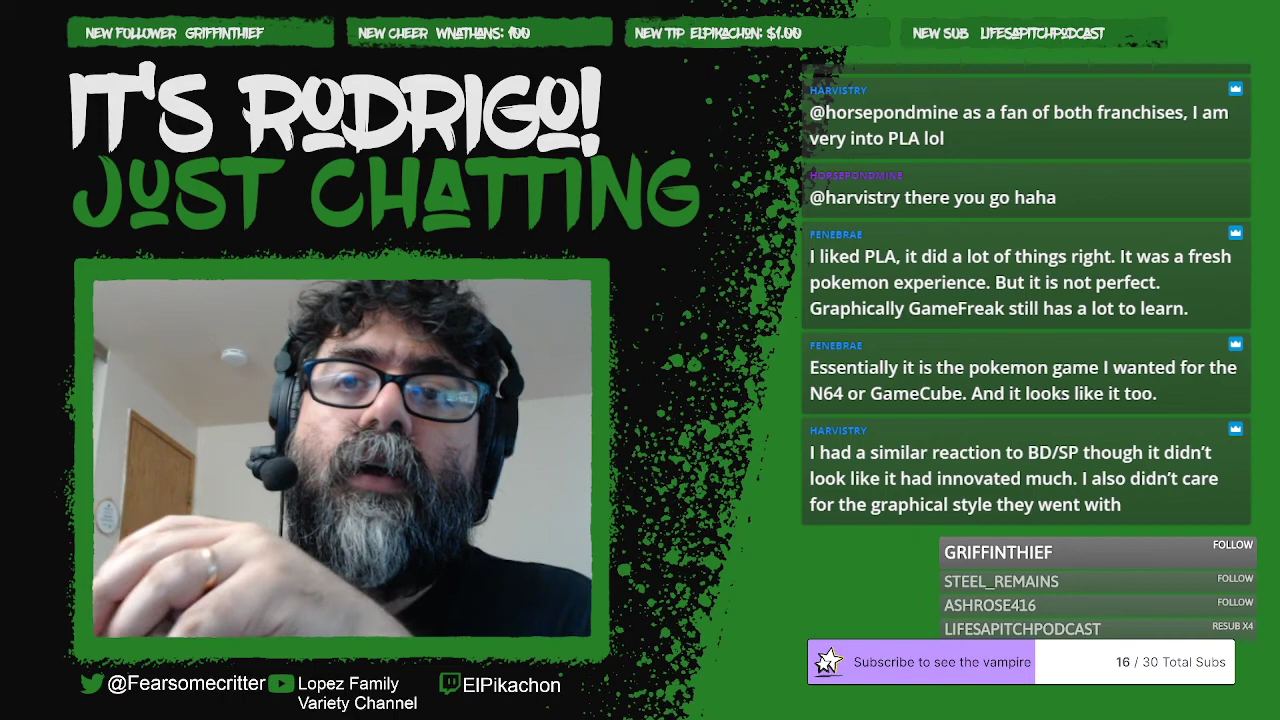 NEW FOLLOWER GRIFFINTHIEF
NEW CHEER WNATHANS: 100
NEW TIP ELPIKACHON: $1.00
NEW SUB LIFESAPITCHPODCAST
IT'S RODRIGO!
JUST CHATTING
HARVISTRY
@horsepondmine as a fan of both franchises, I am
very into PLA lol
HORSEPONDMINE
@harvistry there you go haha
FENEBRAE
I liked PLA, it did a lot of things right. It was a fresh
pokemon experience. But it is not perfect.
Graphically GameFreak still has a lot to learn.
FENEBRAE
Essentially it is the pokemon game I wanted for the
N64 or GameCube. And it looks like it too.
HARVISTRY
I had a similar reaction to BD/SP though it didn't
look like it had innovated much. I also didn't care
for the graphical style they went with
GRIFFINTHIEF FOLLOW
STEEL_REMAINS FOLLOW
ASHROSE416 FOLLOW
LIFESAPITCHPODCAST RESUB X4
Subscribe to see the vampire 16 / 30 Total Subs
@Fearsomecritter
Lopez Family
Variety Channel
ElPikachon